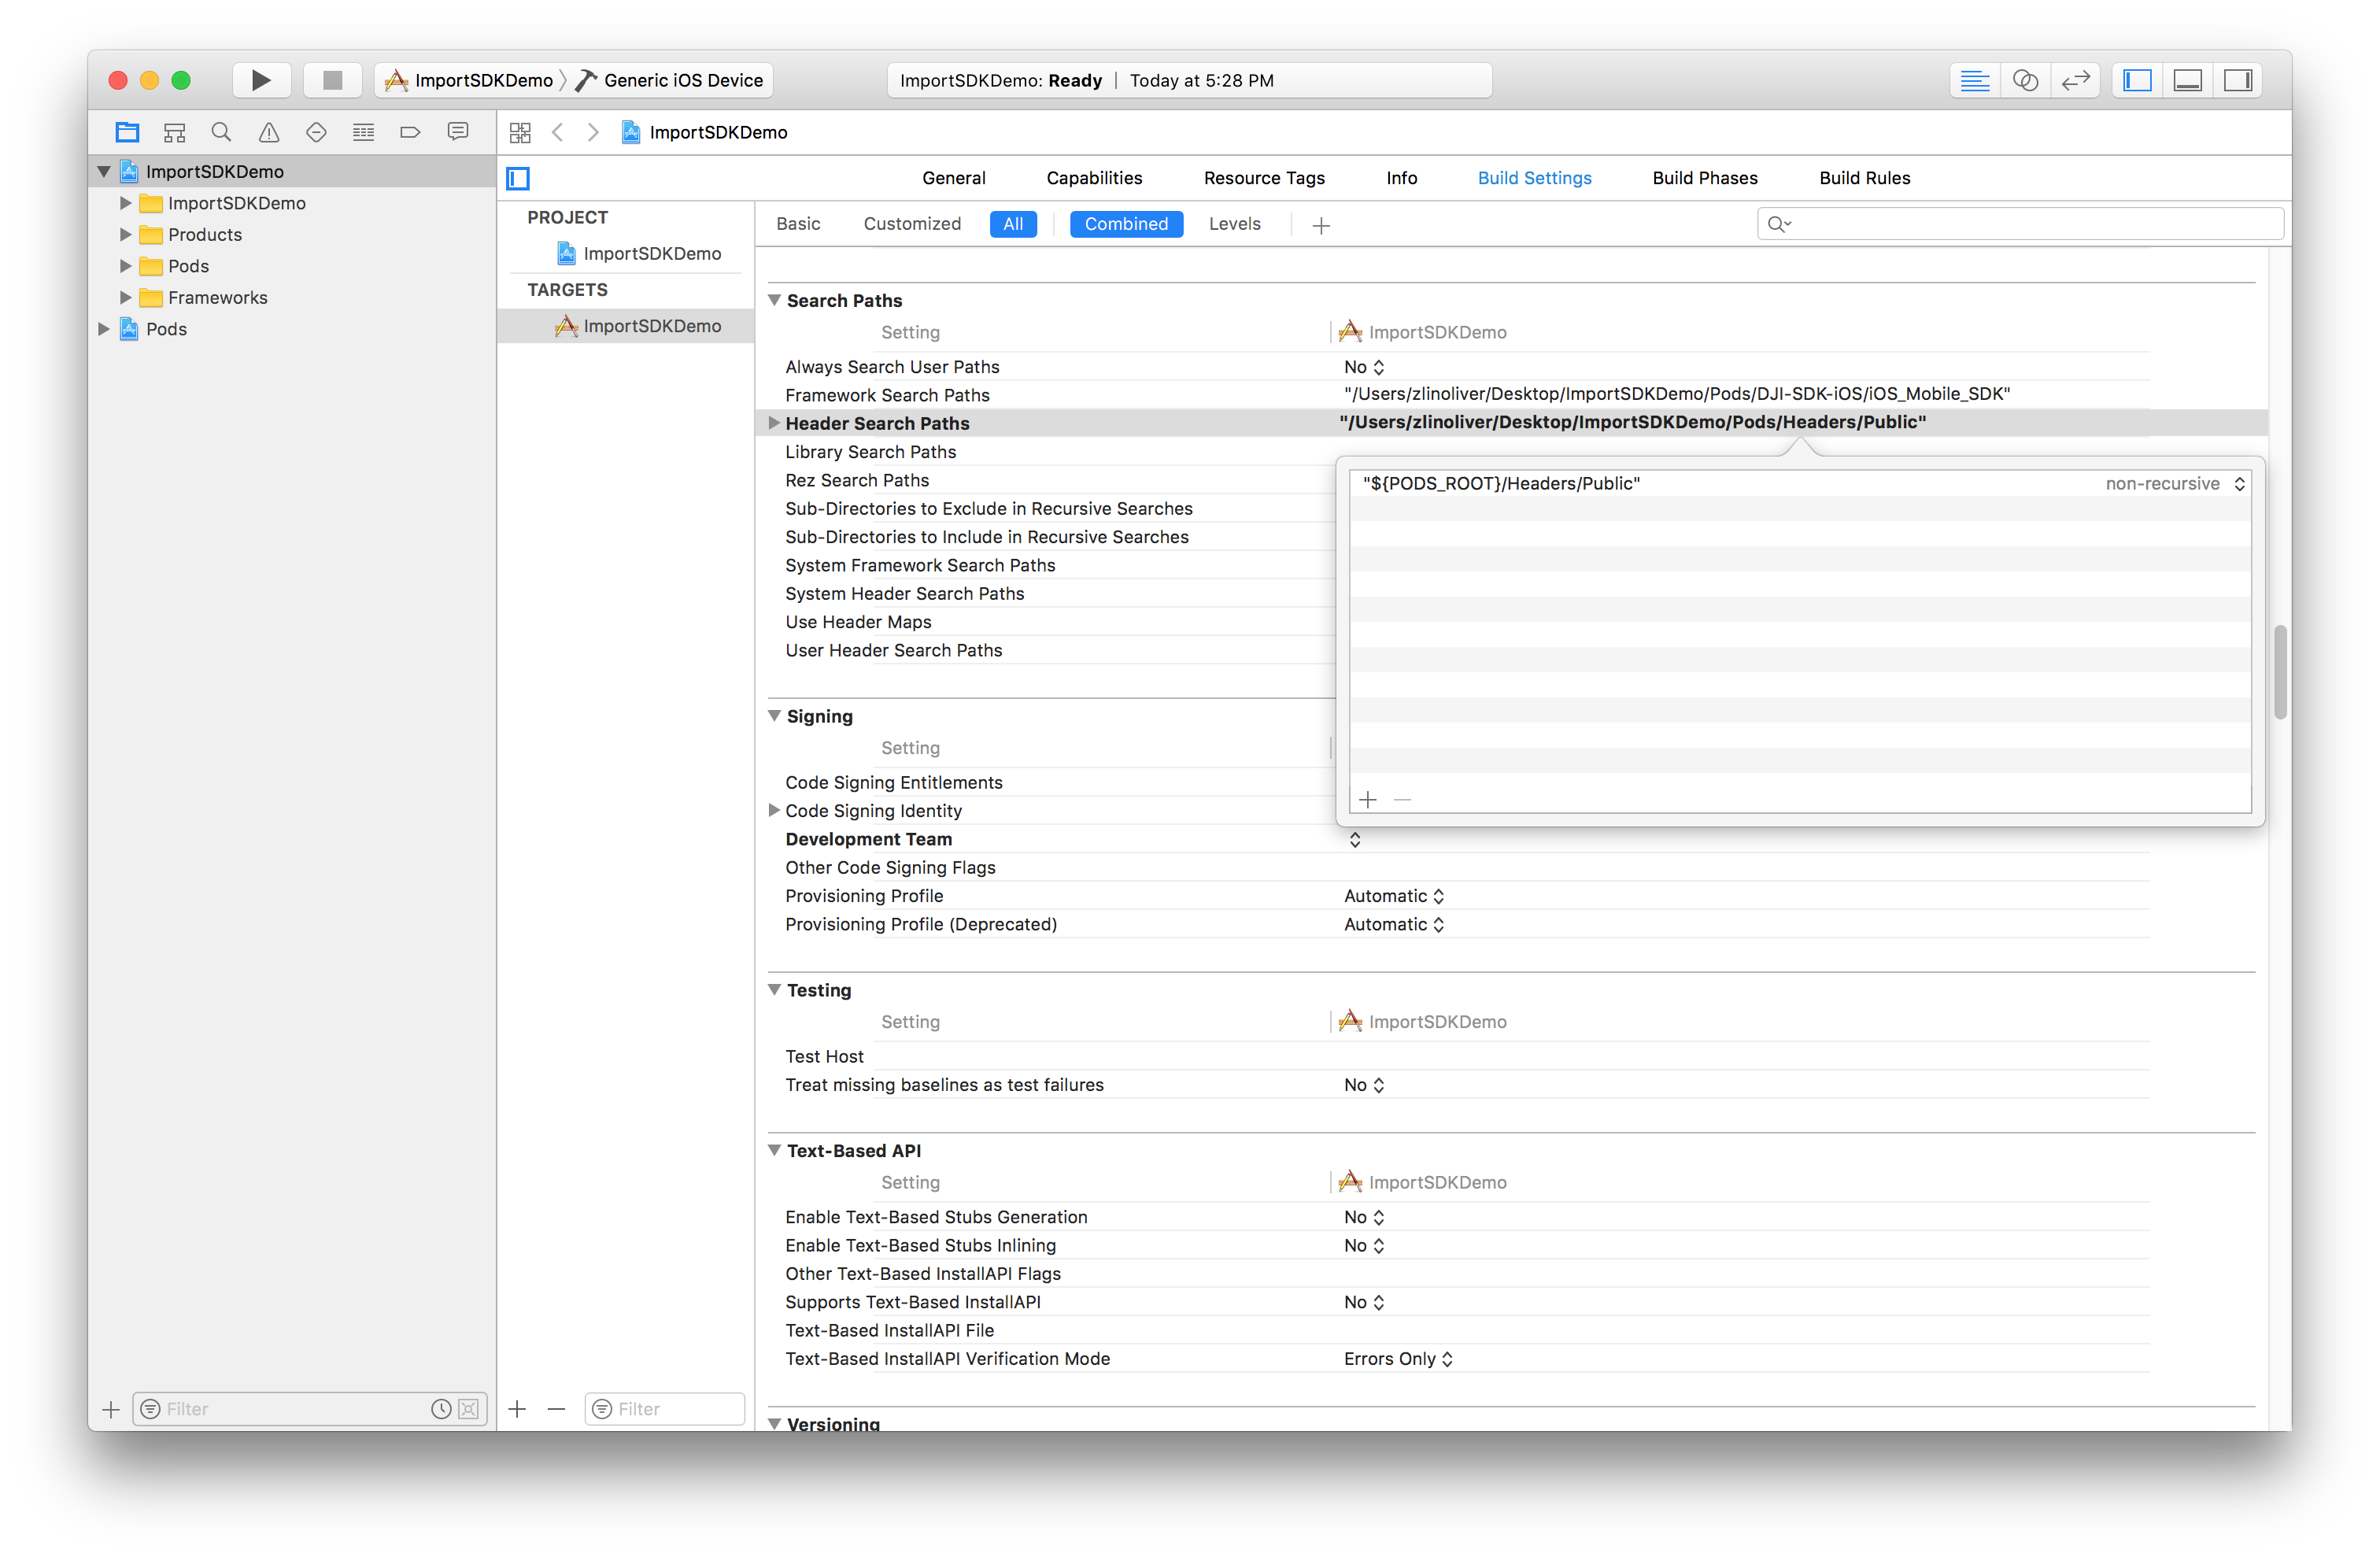 ImportSDKDemo Generic iOS Device
ImportSDKDemo: Ready | Today at 5:28 PM
ImportSDKDemo
ImportSDKDemo
ImportSDKDemo
Products
Pods
Frameworks
Pods
General Capabilities Resource Tags Info Build Settings Build Phases Build Rules
PROJECT
ImportSDKDemo
TARGETS
ImportSDKDemo
Basic Customized All Combined Levels
Search Paths
Setting ImportSDKDemo
Always Search User Paths No
Framework Search Paths "/Users/zlinoliver/Desktop/ImportSDKDemo/Pods/DJI-SDK-iOS/iOS_Mobile_SDK"
Header Search Paths "/Users/zlinoliver/Desktop/ImportSDKDemo/Pods/Headers/Public"
Library Search Paths
Rez Search Paths
Sub-Directories to Exclude in Recursive Searches
Sub-Directories to Include in Recursive Searches
System Framework Search Paths
System Header Search Paths
Use Header Maps
User Header Search Paths
"${PODS_ROOT}/Headers/Public" non-recursive
Signing
Setting
Code Signing Entitlements
Code Signing Identity
Development Team
Other Code Signing Flags
Provisioning Profile Automatic
Provisioning Profile (Deprecated) Automatic
Testing
Setting ImportSDKDemo
Test Host
Treat missing baselines as test failures No
Text-Based API
Setting ImportSDKDemo
Enable Text-Based Stubs Generation No
Enable Text-Based Stubs Inlining No
Other Text-Based InstallAPI Flags
Supports Text-Based InstallAPI No
Text-Based InstallAPI File
Text-Based InstallAPI Verification Mode Errors Only
Versioning
Filter
Filter